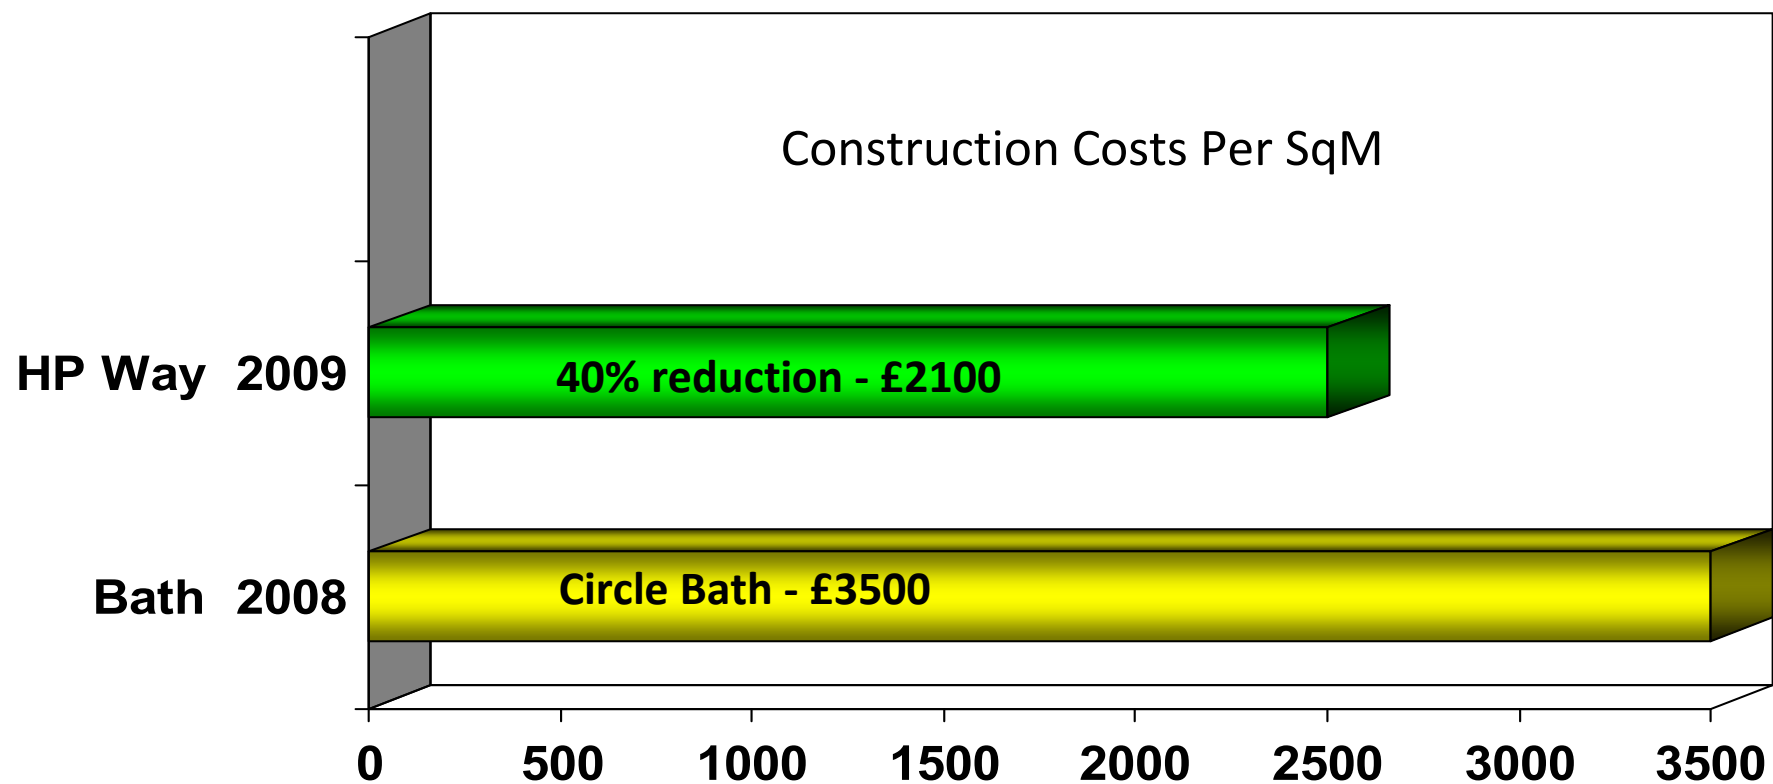 Construction Costs Per SqM
HP Way 2009
40% reduction - £2100
Bath 2008
Circle Bath - £3500
0 500 1000 1500 2000 2500 3000 3500